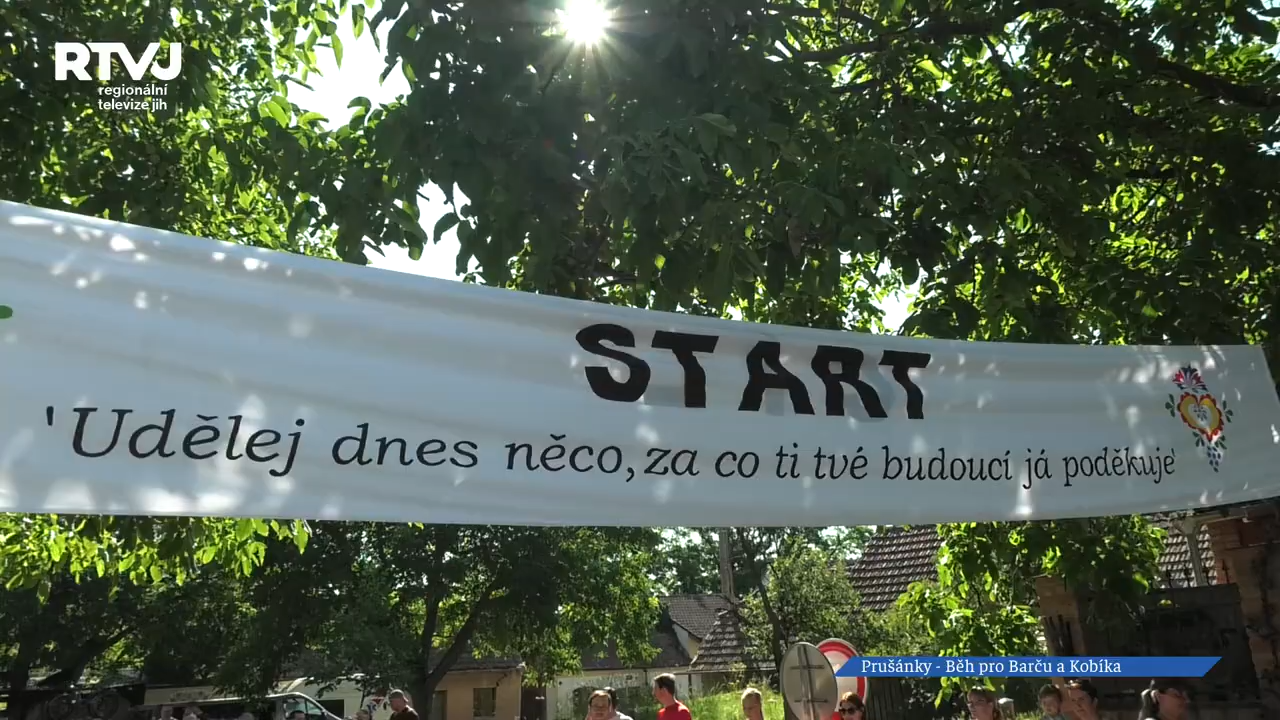 RTVJ
regionální
televize jih
START
'Udělej dnes něco, za co ti tvé budoucí já poděkuje'
Prušánky - Běh pro Barču a Kobíka